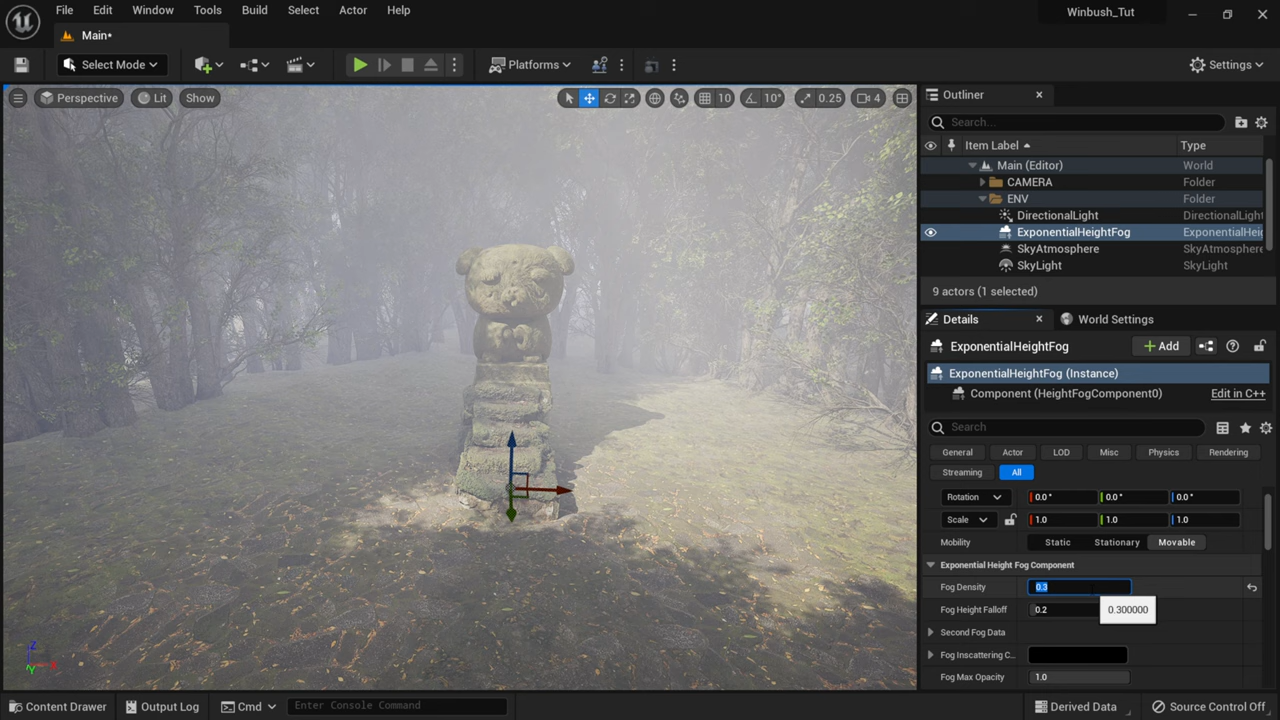 File Edit Window Tools Build Select Actor Help
Winbush_Tut
Main*
Select Mode
Platforms
Settings
Perspective Lit Show
10 10° 0.25 4
Outliner
Search...
Item Label Type
Main (Editor) World
CAMERA Folder
ENV Folder
DirectionalLight DirectionalLight
ExponentialHeightFog ExponentialHei
SkyAtmosphere SkyAtmosphere
SkyLight SkyLight
9 actors (1 selected)
Details World Settings
ExponentialHeightFog Add
ExponentialHeightFog (Instance)
Component (HeightFogComponent0) Edit in C++
Search
General Actor LOD Misc Physics Rendering
Streaming All
Rotation 0.0° 0.0° 0.0°
Scale 1.0 1.0 1.0
Mobility Static Stationary Movable
Exponential Height Fog Component
Fog Density 0.3
Fog Height Falloff 0.2 0.300000
Second Fog Data
Fog Inscattering C...
Fog Max Opacity 1.0
Z
X
Y
Content Drawer Output Log Cmd Enter Console Command Derived Data Source Control Off